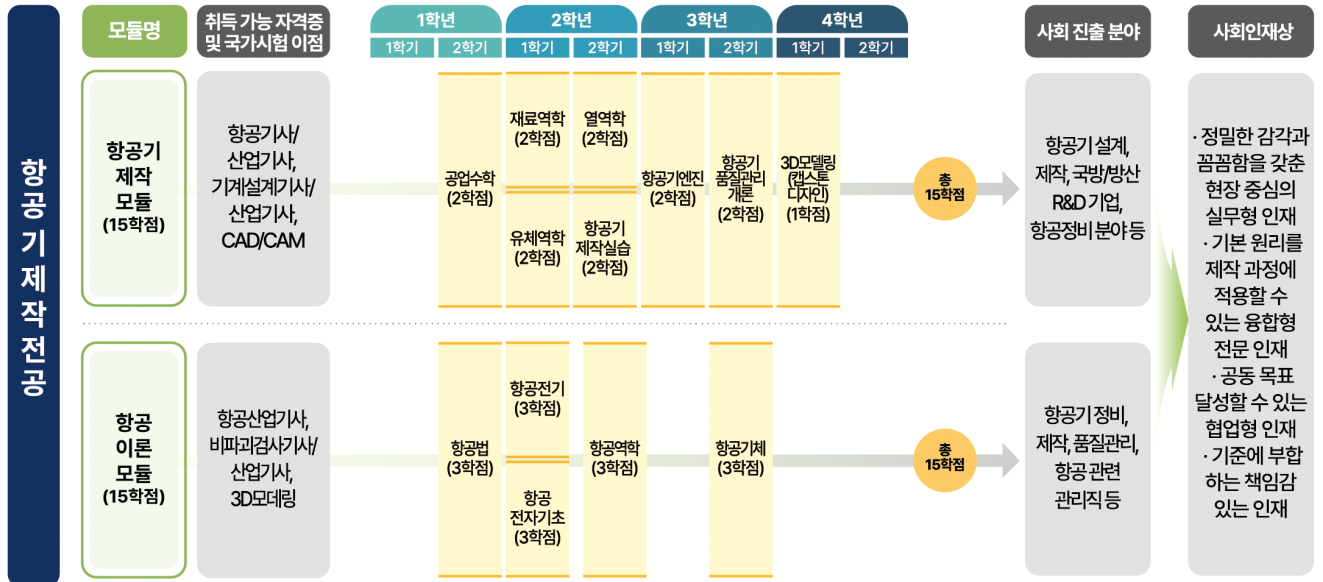 항공기제작전공
모듈명
취득 가능 자격증
및 국가시험 이점
1학년
2학년
3학년
4학년
1학기
2학기
1학기
2학기
1학기
2학기
1학기
2학기
사회 진출 분야
사회인재상
항공기
제작
모듈
(15학점)
항공기사/
산업기사,
기계설계기사/
산업기사,
CAD/CAM
공업수학
(2학점)
재료역학
(2학점)
유체역학
(2학점)
열역학
(2학점)
항공기
제작실습
(2학점)
항공기엔진
(2학점)
항공기
품질관리
개론
(2학점)
3D모델링
(캡스톤
디자인)
(1학점)
총
15학점
항공기 설계,
제작, 국방/방산
R&D 기업,
항공정비 분야 등
항공
이론
모듈
(15학점)
항공산업기사,
비파괴검사기사/
산업기사,
3D모데링
항공법
(3학점)
항공전기
(3학점)
항공
전자기초
(3학점)
항공역학
(3학점)
항공기체
(3학점)
총
15학점
항공기 정비,
제작, 품질관리,
항공 관련
관리직 등
· 정밀한 감각과
꼼꼼함을 갖춘
현장 중심의
실무형 인재
· 기본 원리를
제작 과정에
적용할 수
있는 융합형
전문 인재
· 공동 목표
달성할 수 있는
협업형 인재
· 기준에 부합
하는 책임감
있는 인재